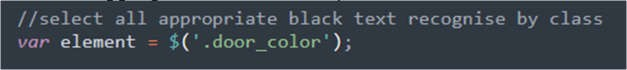 //select all appropriate black text recognise by class
var element = $('.door_color');